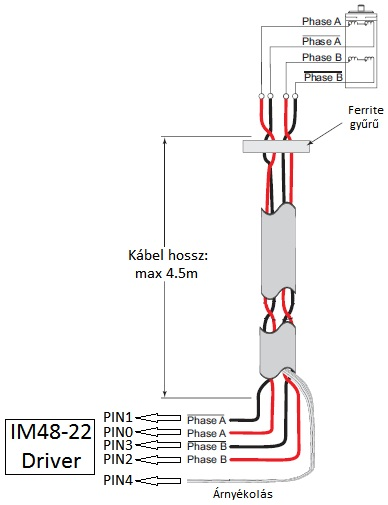 Phase A
Phase A
Phase B
Phase B
Ferrite
gyűrű
Kábel hossz:
max 4.5m
PIN1 Phase A
PIN0 Phase A
PIN3 Phase B
PIN2 Phase B
PIN4
IM48-22
Driver
Árnyékolás